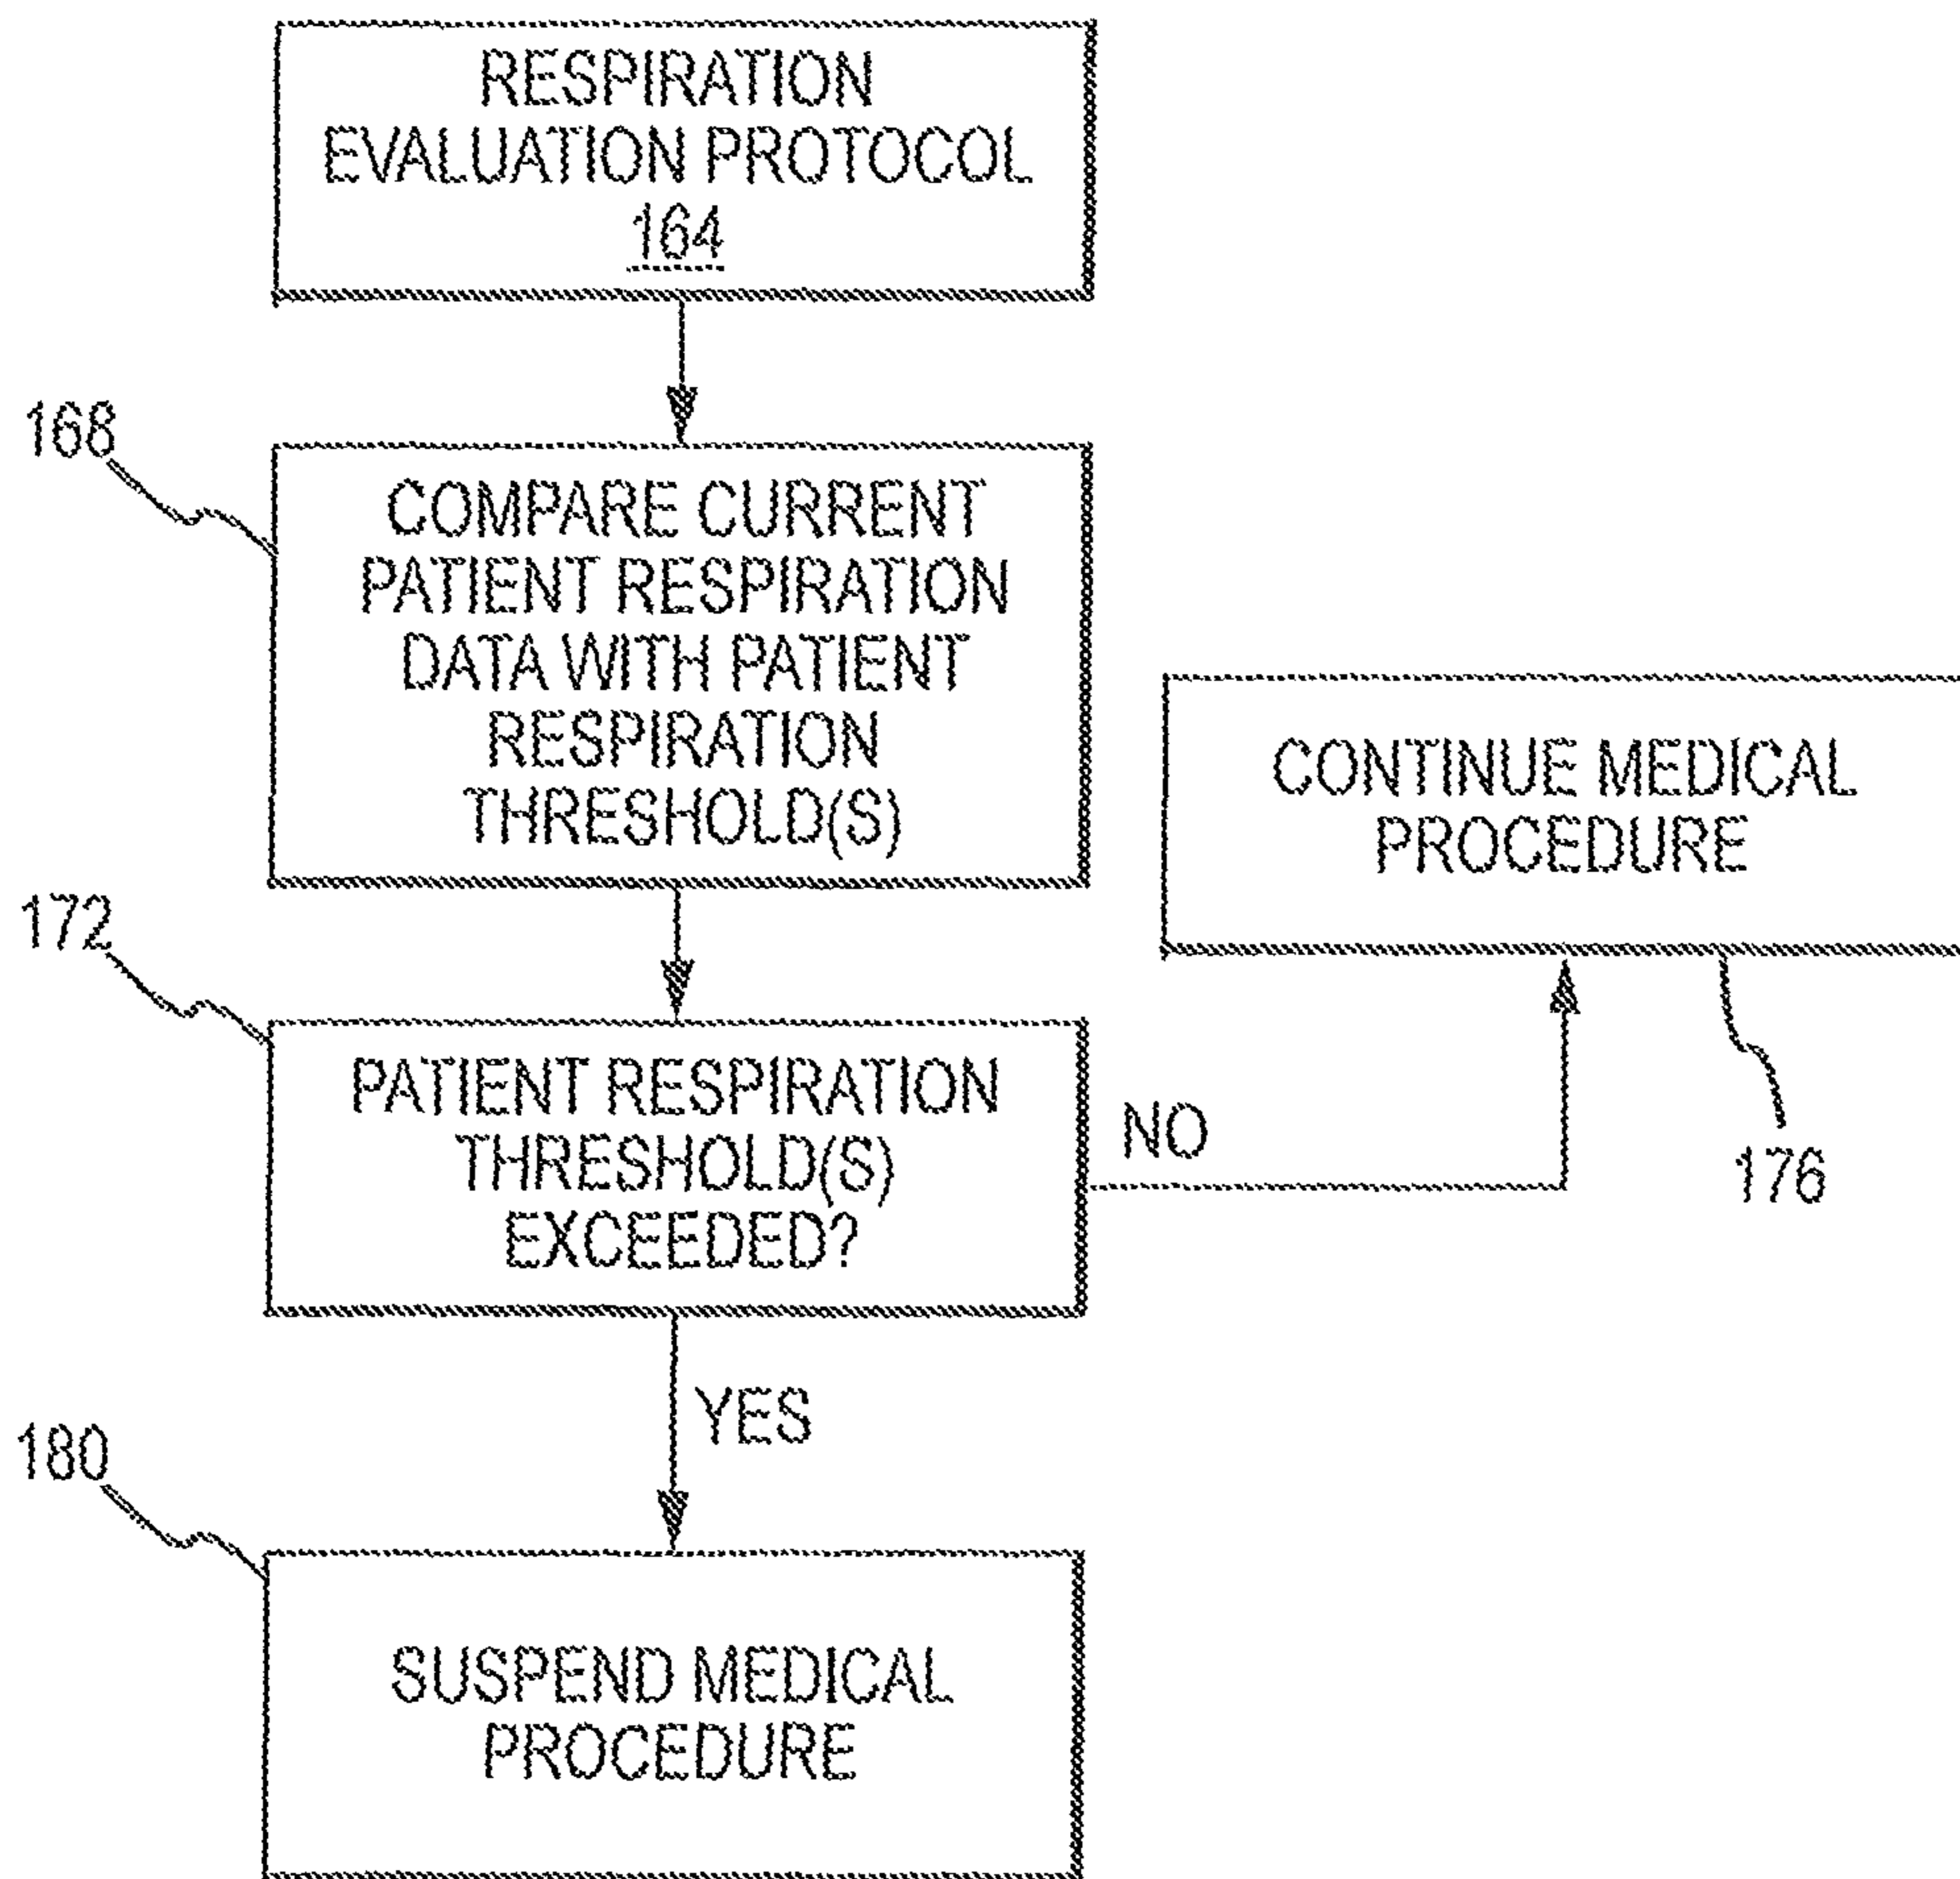 RESPIRATION
EVALUATION PROTOCOL
164
168
COMPARE CURRENT
PATIENT RESPIRATION
DATA WITH PATIENT
RESPIRATION
THRESHOLD(S)
CONTINUE MEDICAL
PROCEDURE
172
PATIENT RESPIRATION
THRESHOLD(S)
EXCEEDED?
NO
176
YES
180
SUSPEND MEDICAL
PROCEDURE